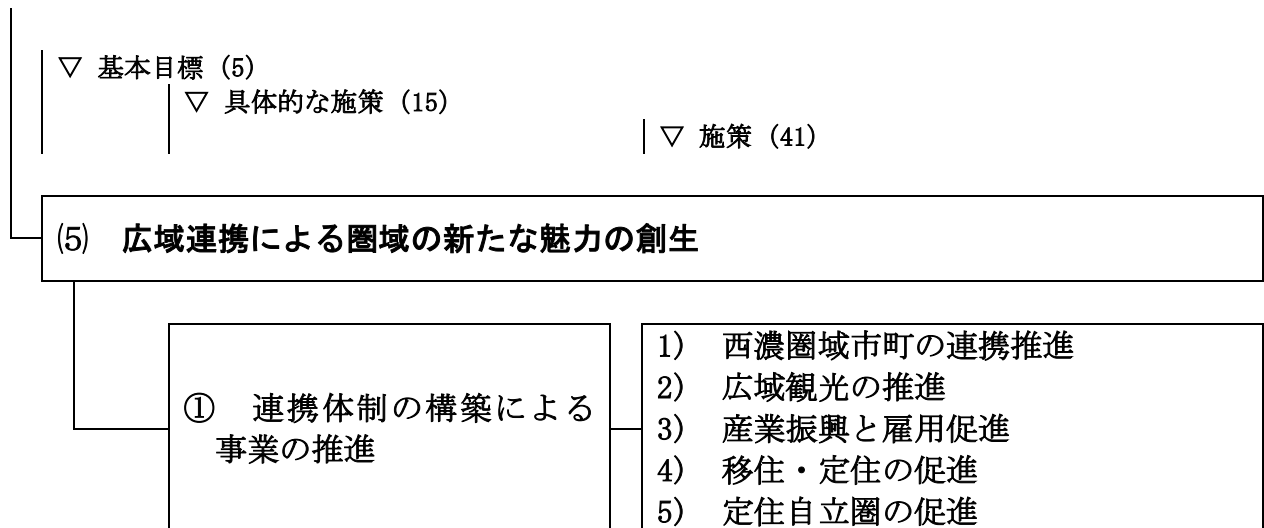 ▽ 基本目標 (5)
▽ 具体的な施策 (15)
▽ 施策 (41)
⑸　広域連携による圏域の新たな魅力の創生
①　連携体制の構築による
事業の推進
1)　西濃圏域市町の連携推進
2)　広域観光の推進
3)　産業振興と雇用促進
4)　移住・定住の促進
5)　定住自立圏の促進